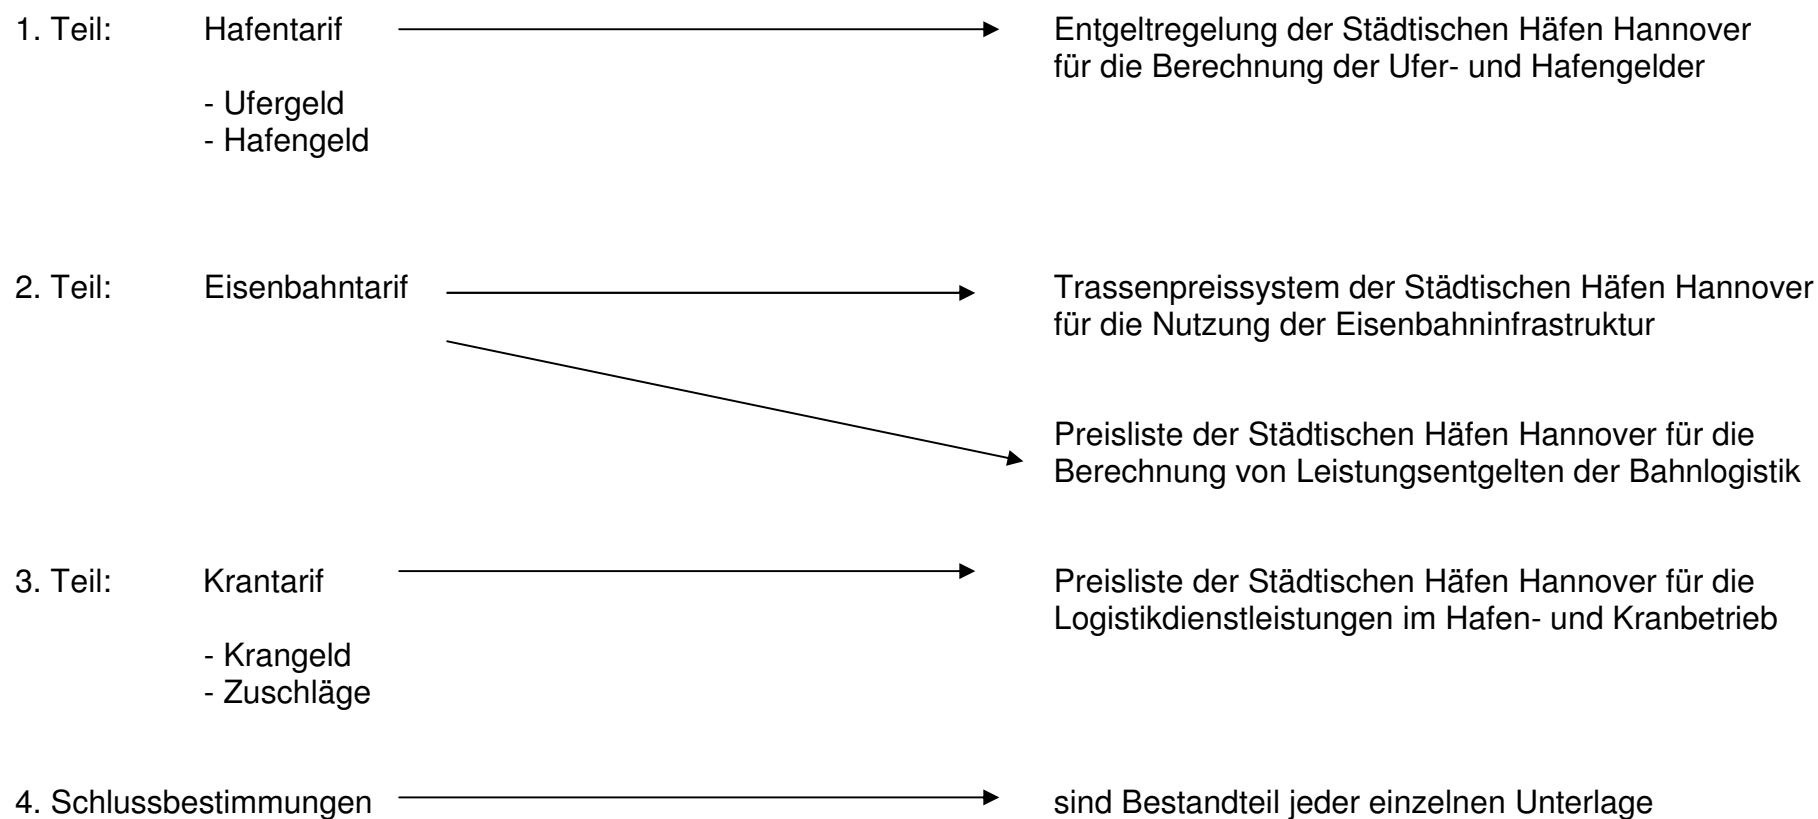 1. Teil: Hafentarif Entgeltregelung der Städtischen Häfen Hannover
für die Berechnung der Ufer- und Hafengelder
- Ufergeld
- Hafengeld
2. Teil: Eisenbahntarif Trassenpreissystem der Städtischen Häfen Hannover
für die Nutzung der Eisenbahninfrastruktur
Preisliste der Städtischen Häfen Hannover für die
Berechnung von Leistungsentgelten der Bahnlogistik
3. Teil: Krantarif Preisliste der Städtischen Häfen Hannover für die
Logistikdienstleistungen im Hafen- und Kranbetrieb
- Krangeld
- Zuschläge
4. Schlussbestimmungen sind Bestandteil jeder einzelnen Unterlage